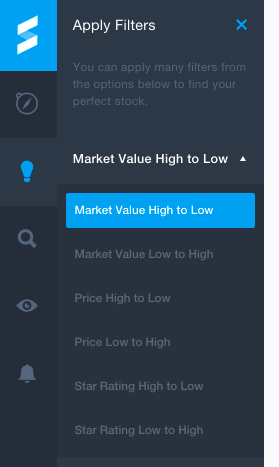 Apply Filters
You can apply many filters from
the options below to find your
perfect stock.
Market Value High to Low
Market Value High to Low
Market Value Low to High
Price High to Low
Price Low to High
Star Rating High to Low
Star Rating Low to High